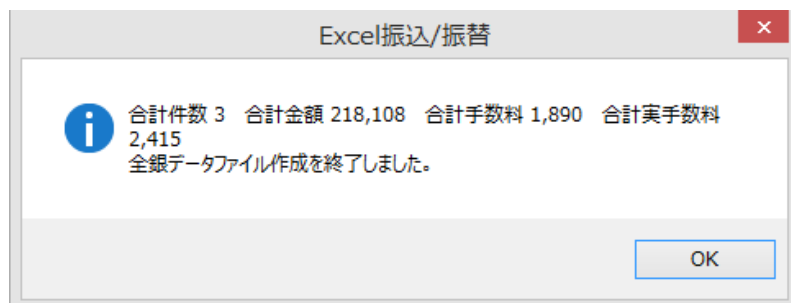 Excel振込/振替
合計件数 3　合計金額 218,108　合計手数料 1,890　合計実手数料
2,415
全銀データファイル作成を終了しました。
OK